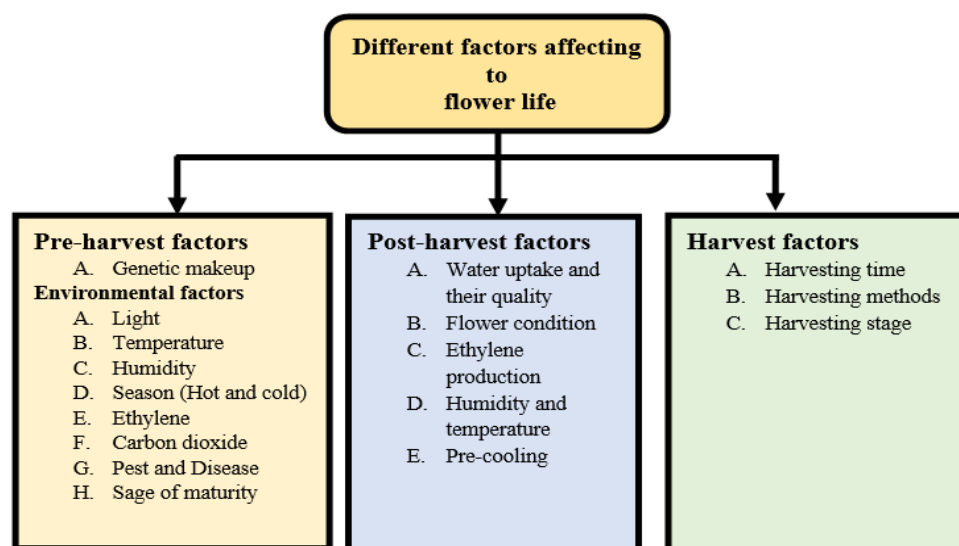 Different factors affecting
to
flower life
Pre-harvest factors
A. Genetic makeup
Environmental factors
A. Light
B. Temperature
C. Humidity
D. Season (Hot and cold)
E. Ethylene
F. Carbon dioxide
G. Pest and Disease
H. Sage of maturity
Post-harvest factors
A. Water uptake and
their quality
B. Flower condition
C. Ethylene
production
D. Humidity and
temperature
E. Pre-cooling
Harvest factors
A. Harvesting time
B. Harvesting methods
C. Harvesting stage